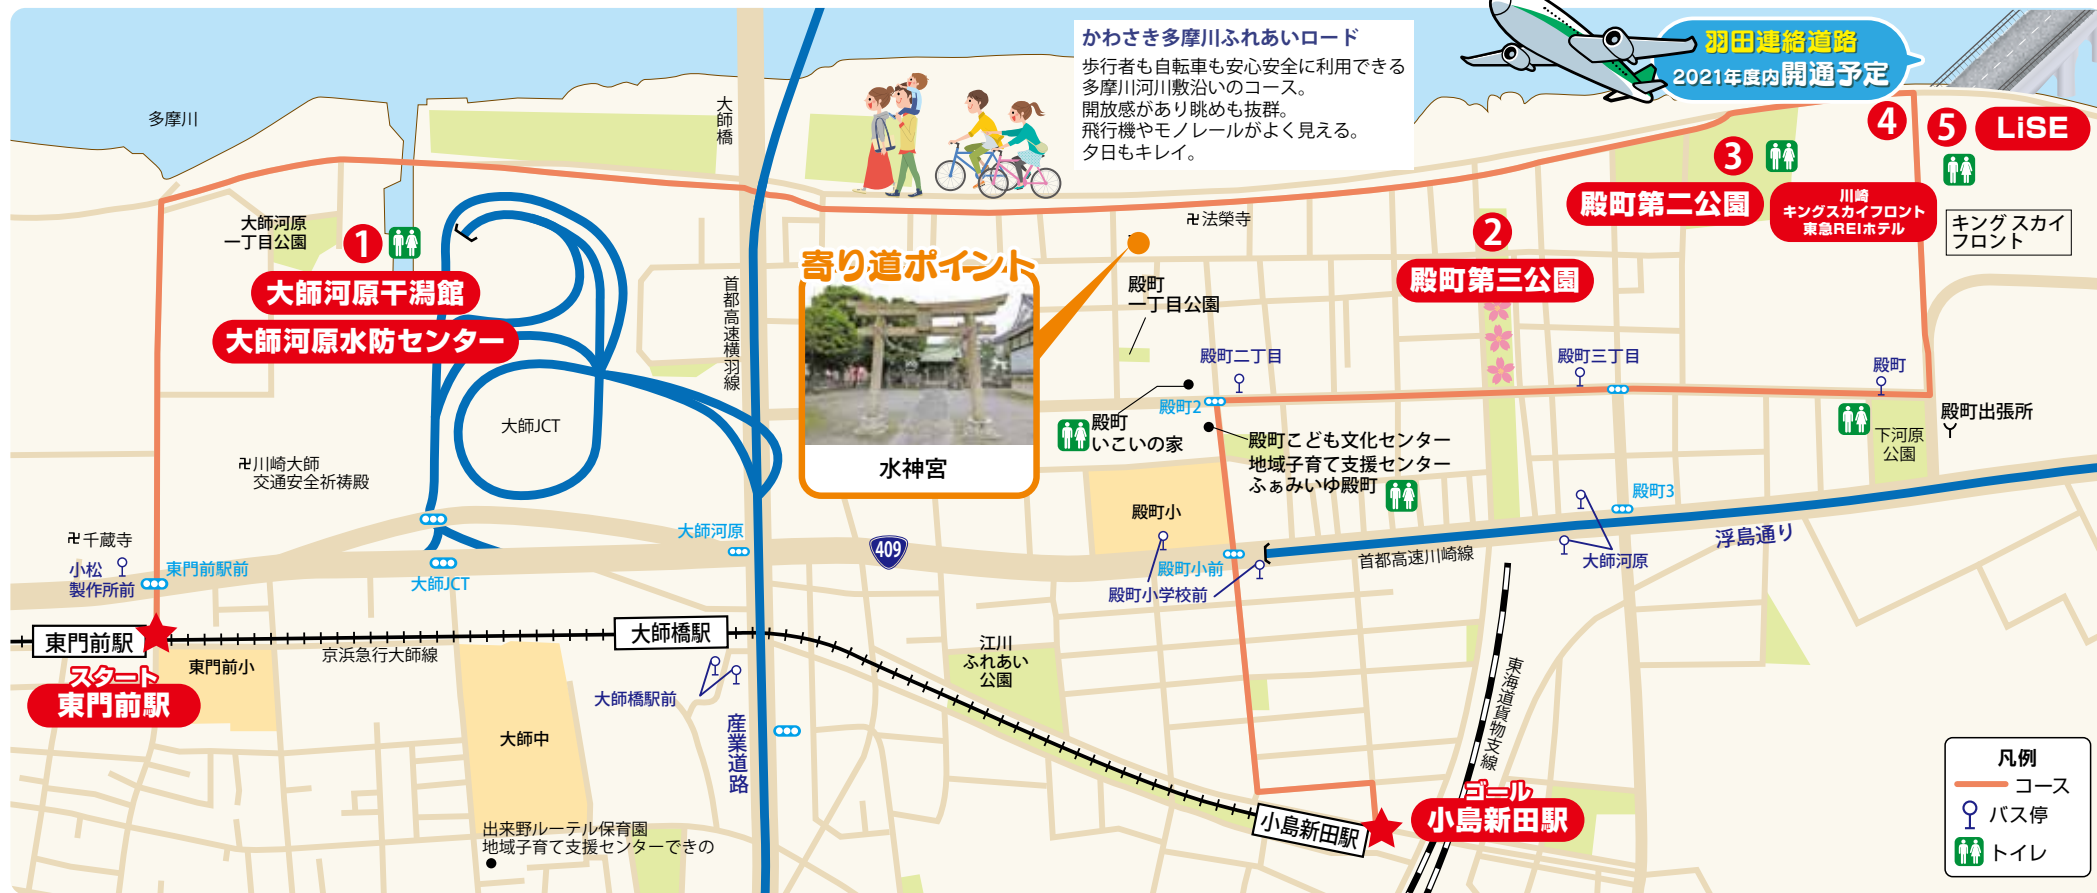 かわさき多摩川ふれあいロード
歩行者も自転車も安心安全に利用できる
多摩川河川敷沿いのコース。
開放感があり眺めも抜群。
飛行機やモノレールがよく見える。
夕日もキレイ。
羽田連絡道路
2021年度内開通予定
多摩川
大師橋
4
5
LiSE
3
殿町第二公園
川崎
キングスカイフロント
東急REIホテル
キング スカイ
フロント
大師河原
一丁目公園
1
大師河原干潟館
大師河原水防センター
首都高速横羽線
寄り道ポイント
水神宮
卍法榮寺
2
殿町第三公園
殿町
一丁目公園
殿町二丁目
殿町三丁目
殿町
殿町2
殿町
いこいの家
殿町こども文化センター
地域子育て支援センター
ふぁみいゆ殿町
殿町出張所
下河原
公園
大師JCT
卍川崎大師
交通安全祈祷殿
殿町小
殿町3
卍千蔵寺
小松
製作所前
東門前駅前
大師JCT
大師河原
409
殿町小前
殿町小学校前
首都高速川崎線
大師河原
浮島通り
東門前駅
スタート
東門前駅
東門前小
京浜急行大師線
大師橋駅
大師橋駅前
産業道路
大師中
江川
ふれあい
公園
東海道貨物支線
出来野ルーテル保育園
地域子育て支援センターできの
小島新田駅
ゴール
小島新田駅
凡例
コース
バス停
トイレ